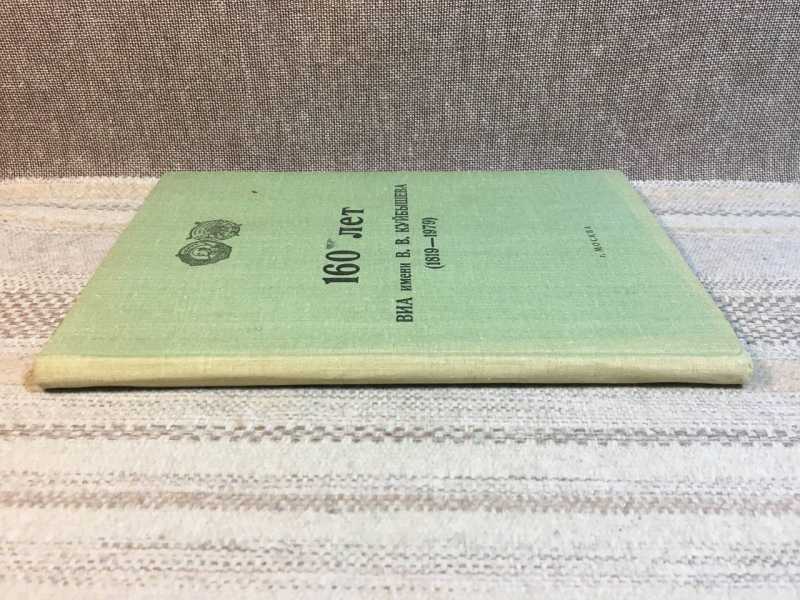 160 лет
ВИА имени В. В. КУЙБЫШЕВА
(1819—1979)
г. МОСКВА